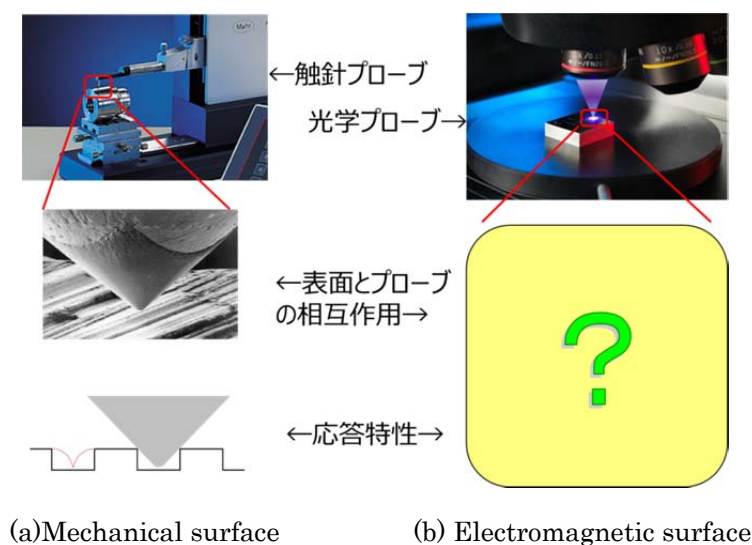 Mahr
←触針プローブ
光学プローブ→
←表面とプローブ
の相互作用→
?
←応答特性→
(a)Mechanical surface
(b) Electromagnetic surface